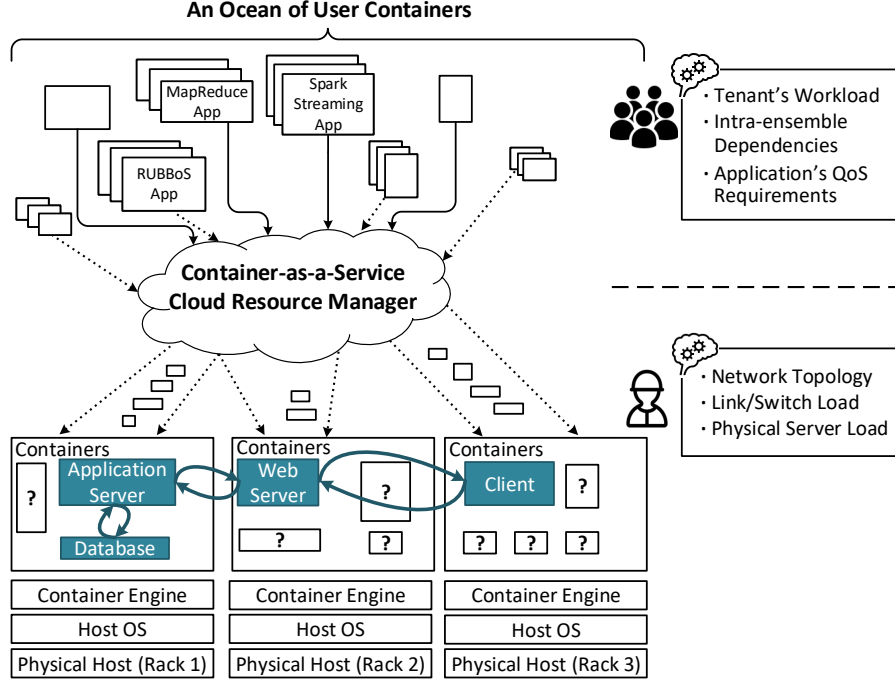 An Ocean of User Containers
MapReduce
App
Spark
Streaming
App
RUBBoS
App
· Tenant's Workload
· Intra-ensemble
Dependencies
· Application's QoS
Requirements
Container-as-a-Service
Cloud Resource Manager
· Network Topology
· Link/Switch Load
· Physical Server Load
Containers
Application
Server
?
Database
Containers
Web
Server
?
?
?
Containers
Client
?
?
?
?
Container Engine
Container Engine
Container Engine
Host OS
Host OS
Host OS
Physical Host (Rack 1)
Physical Host (Rack 2)
Physical Host (Rack 3)